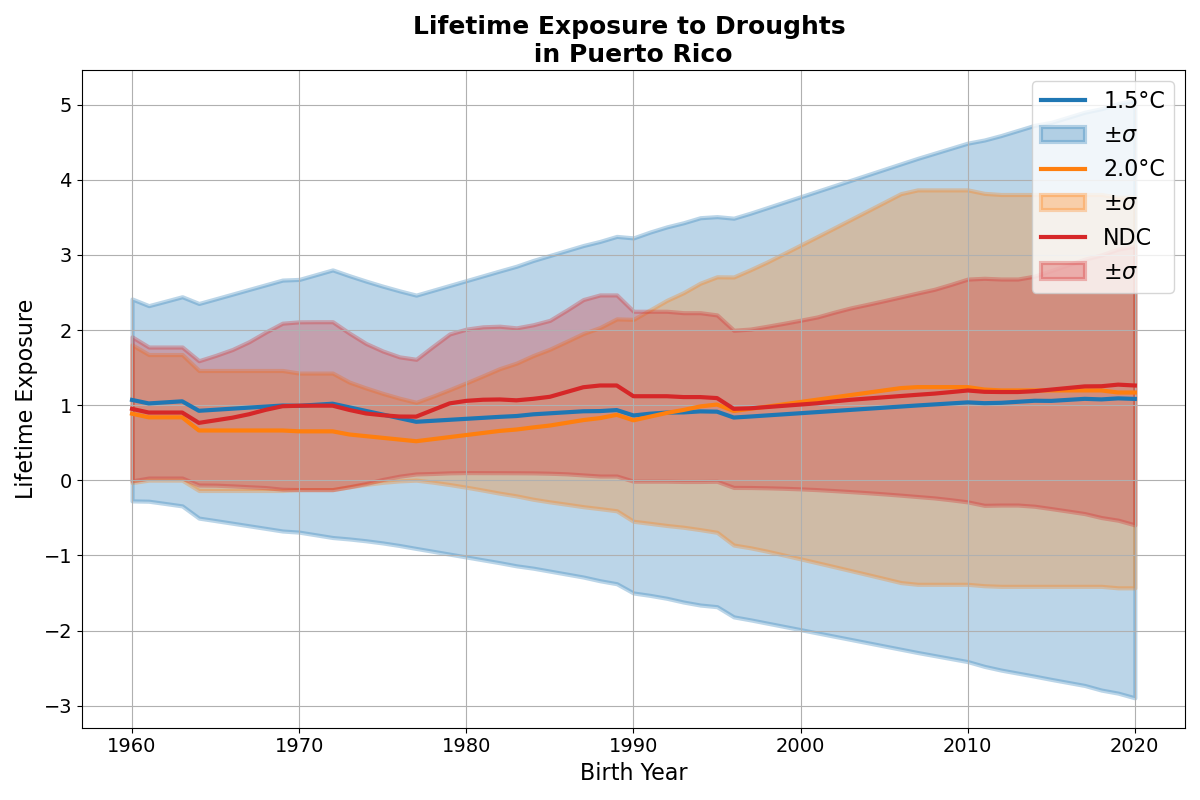 Lifetime Exposure to Droughts
in Puerto Rico
5
4
3
2
1
0
−1
−2
−3
Lifetime Exposure
1.5°C
±σ
2.0°C
±σ
NDC
±σ
1960
1970
1980
1990
2000
2010
2020
Birth Year